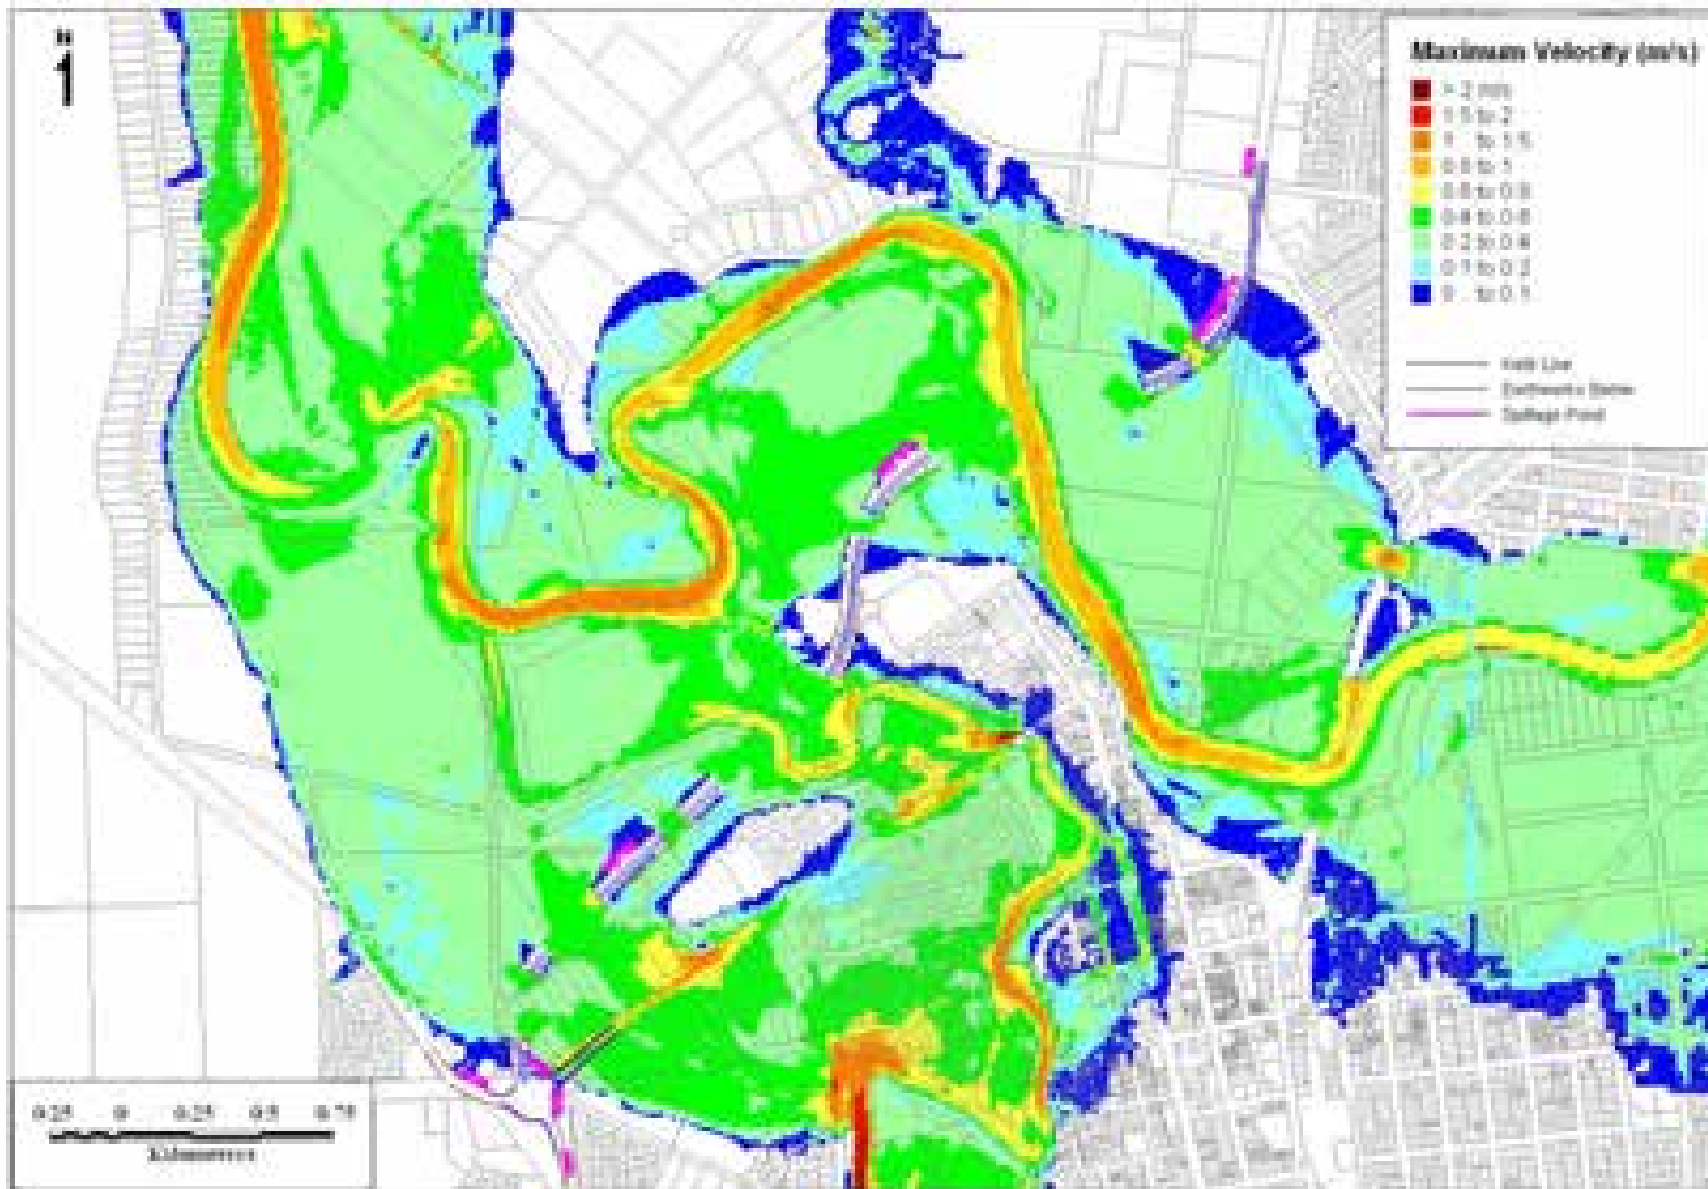 N
Maximum Velocity (m/s)
> 2 m/s
1.5 to 2
1 to 1.5
0.8 to 1
0.6 to 0.8
0.4 to 0.6
0.2 to 0.4
0.1 to 0.2
0 to 0.1
Line
Earthworks
Spillage Pond
0.25 0 0.25 0.5 0.75
kilometres